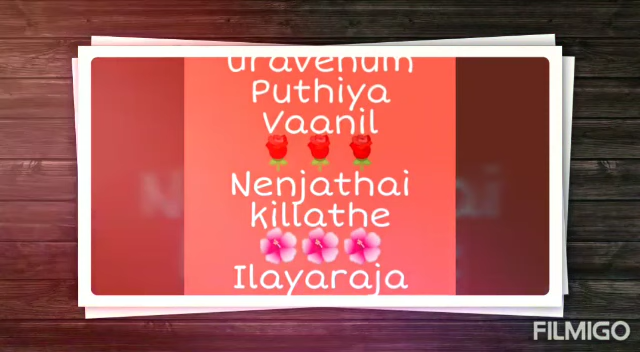 uravenum
Puthiya
Vaanil
🌹🌹🌹
Nenjathai
killathe
🌺🌺🌺
Ilayaraja
FILMIGO